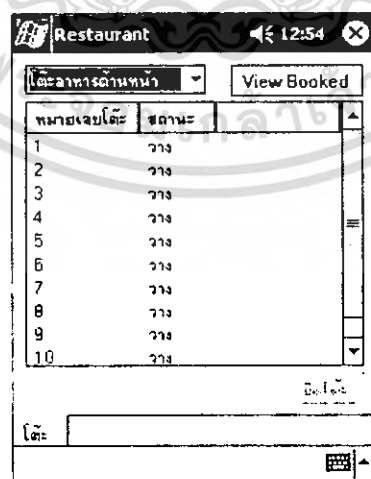 Restaurant 12:54
โต๊ะอาหารด้านหน้า View Booked
หมายเลขโต๊ะ สถานะ
1 วาง
2 วาง
3 วาง
4 วาง
5 วาง
6 วาง
7 วาง
8 วาง
9 วาง
10 วาง
โต๊ะ